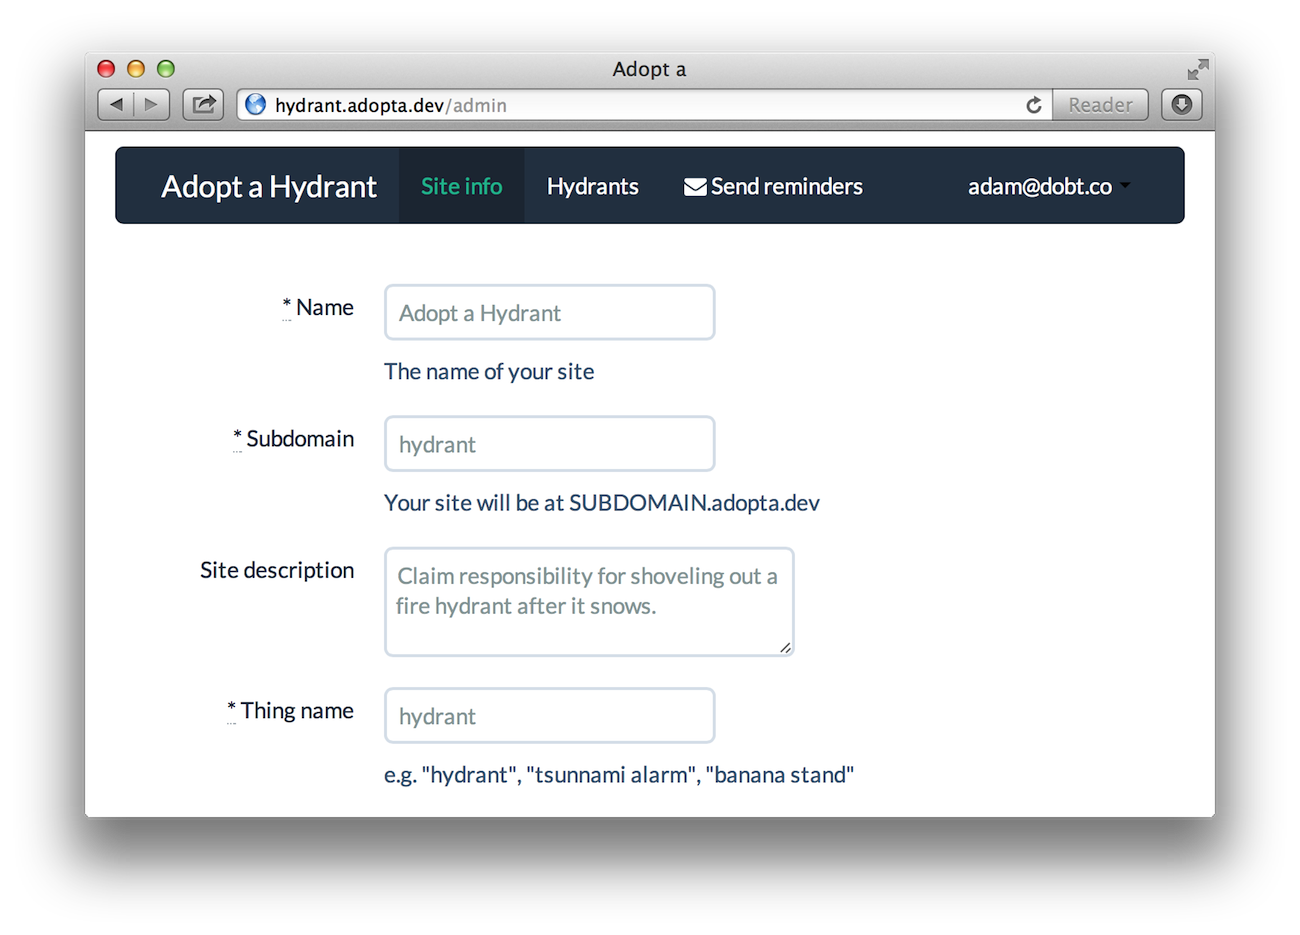 Adopt a
hydrant.adopta.dev/admin
Reader
Adopt a Hydrant Site info Hydrants Send reminders adam@dobt.co
* Name
Adopt a Hydrant
The name of your site
* Subdomain
hydrant
Your site will be at SUBDOMAIN.adopta.dev
Site description
Claim responsibility for shoveling out a
fire hydrant after it snows.
* Thing name
hydrant
e.g. "hydrant", "tsunnami alarm", "banana stand"